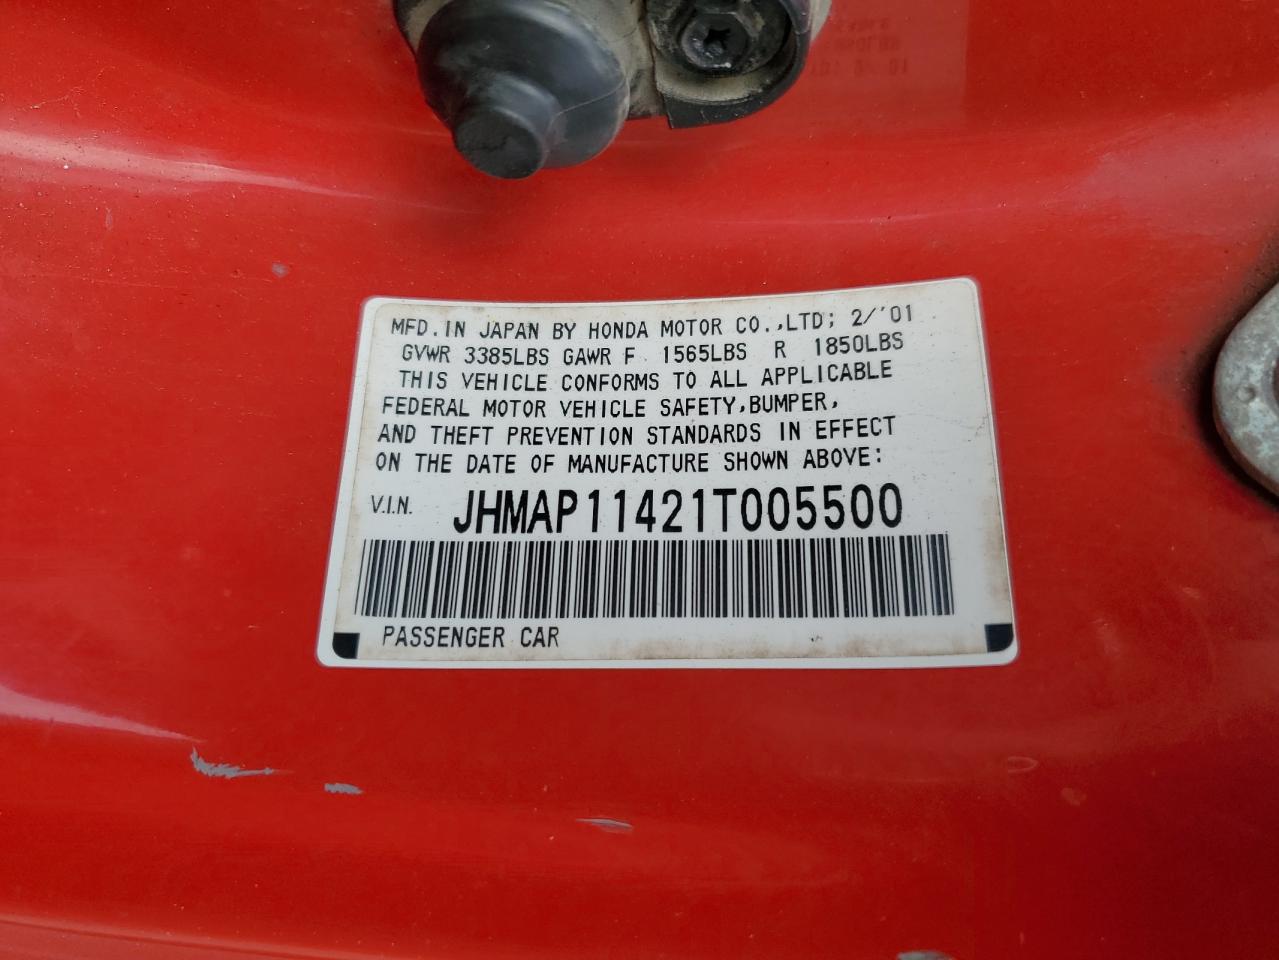 MFD. IN JAPAN BY HONDA MOTOR CO.,LTD; 2/'01
GVWR 3385LBS GAWR F 1565LBS R 1850LBS
THIS VEHICLE CONFORMS TO ALL APPLICABLE
FEDERAL MOTOR VEHICLE SAFETY,BUMPER,
AND THEFT PREVENTION STANDARDS IN EFFECT
ON THE DATE OF MANUFACTURE SHOWN ABOVE:
V.I.N. JHMAP11421T005500
PASSENGER CAR